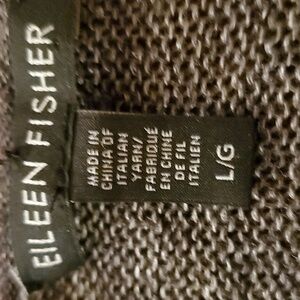 EILEEN FISHER
MADE IN
CHINA OF
ITALIAN
YARN/
FABRIQUÉ
EN CHINE
DE FIL
ITALIEN
L/G